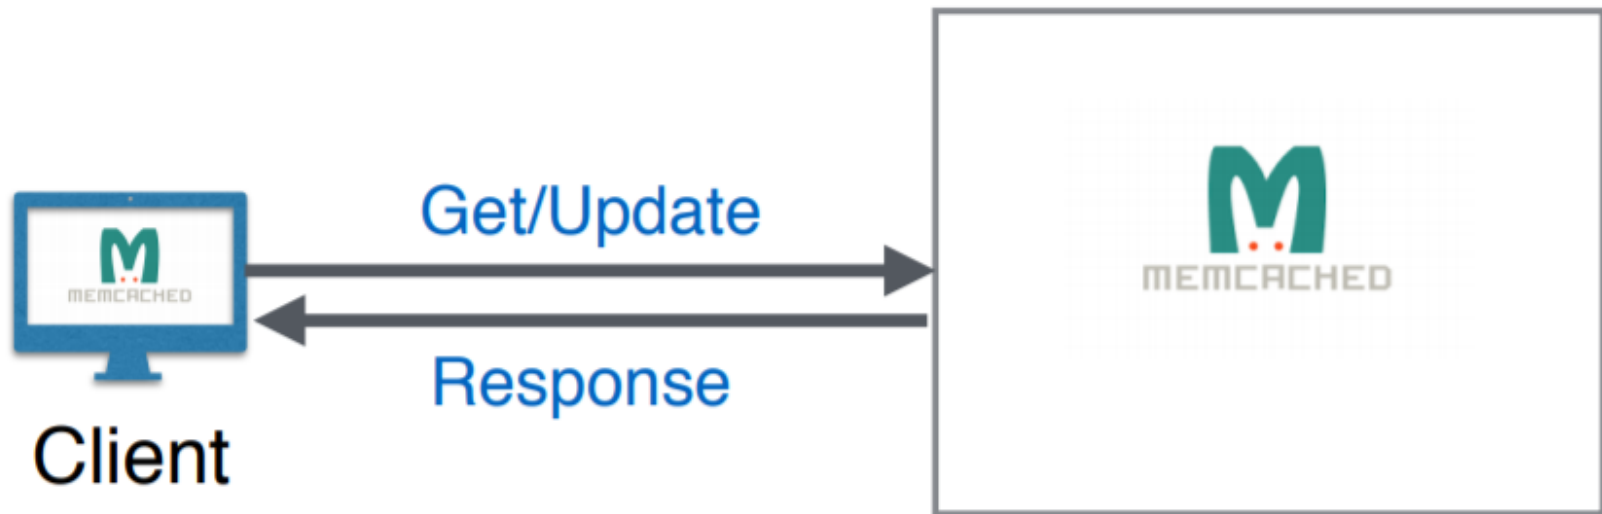 Get/Update
MEMCACHED
MEMCACHED
Response
Client